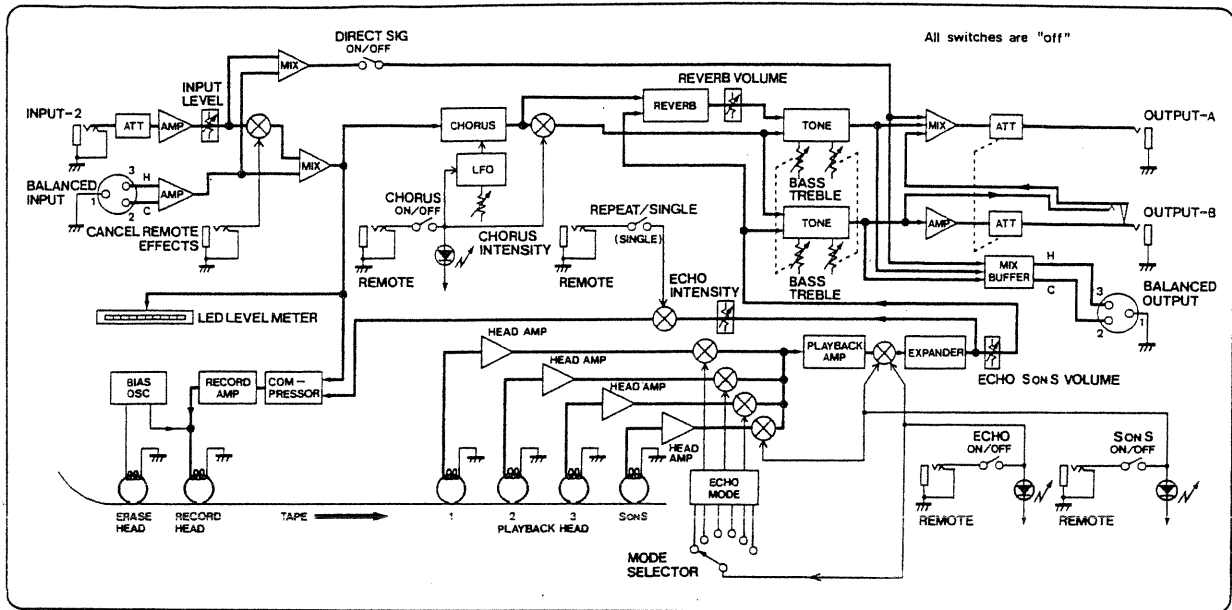 All switches are "off"
DIRECT SIG
ON/OFF
MIX
INPUT
LEVEL
REVERB VOLUME
INPUT-2
ATT
AMP
REVERB
CHORUS
TONE
MIX
ATT
OUTPUT-A
MIX
BALANCED
INPUT
3
H
1
2
C
AMP
LFO
BASS
TREBLE
CHORUS
ON/OFF
REPEAT/SINGLE
(SINGLE)
TONE
AMP
ATT
OUTPUT-B
CANCEL REMOTE
EFFECTS
CHORUS
INTENSITY
REMOTE
REMOTE
BASS
TREBLE
MIX
BUFFER
H
C
3
1
2
BALANCED
OUTPUT
ECHO
INTENSITY
LED LEVEL METER
HEAD AMP
HEAD AMP
HEAD AMP
HEAD
AMP
PLAYBACK
AMP
EXPANDER
ECHO SONS VOLUME
BIAS
OSC
RECORD
AMP
COM-
PRESSOR
ECHO
ON/OFF
SONS
ON/OFF
ECHO
MODE
REMOTE
REMOTE
ERASE
HEAD
RECORD
HEAD
TAPE
1
2
3
SONS
PLAYBACK HEAD
MODE
SELECTOR